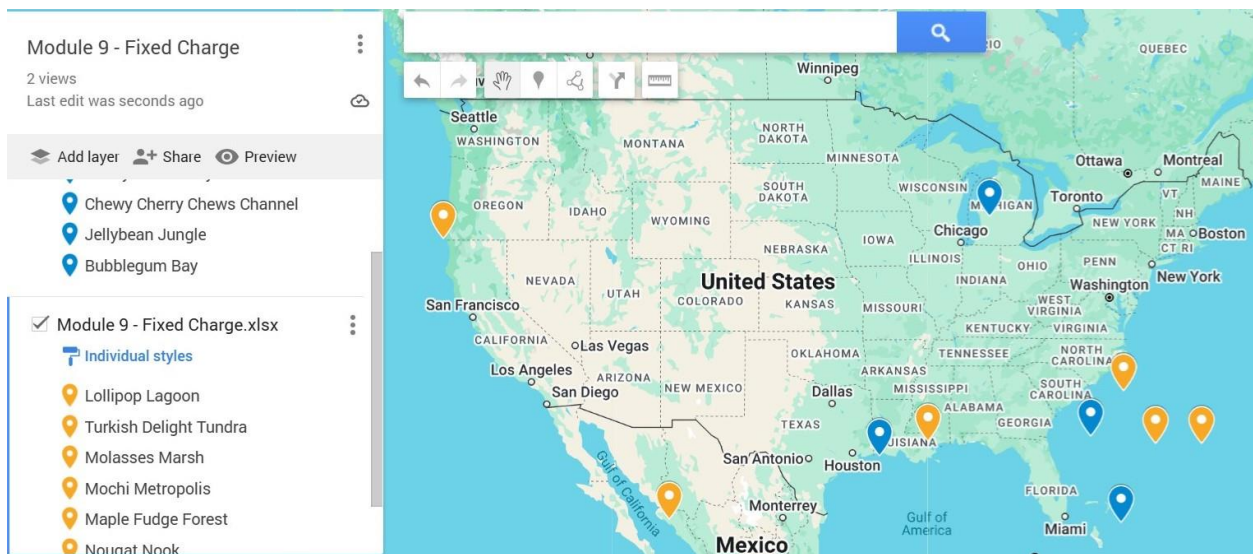 Module 9 - Fixed Charge
2 views
Last edit was seconds ago
Add layer
Share
Preview
Chewy Cherry Chews Channel
Jellybean Jungle
Bubblegum Bay
Module 9 - Fixed Charge.xlsx
Individual styles
Lollipop Lagoon
Turkish Delight Tundra
Molasses Marsh
Mochi Metropolis
Maple Fudge Forest
Nougat Nook
QUEBEC
Winnipeg
Seattle
WASHINGTON
MONTANA
NORTH
DAKOTA
MINNESOTA
Ottawa
Montreal
MAINE
OREGON
IDAHO
WYOMING
SOUTH
DAKOTA
WISCONSIN
MICHIGAN
Toronto
VT
NH
NEW YORK
MA
Boston
CT RI
IOWA
Chicago
NEBRASKA
ILLINOIS
INDIANA
OHIO
PENN
New York
NEVADA
UTAH
United States
COLORADO
KANSAS
MISSOURI
Washington
WEST
VIRGINIA
San Francisco
KENTUCKY
VIRGINIA
CALIFORNIA
Las Vegas
OKLAHOMA
TENNESSEE
NORTH
CAROLINA
Los Angeles
ARIZONA
NEW MEXICO
ARKANSAS
San Diego
Dallas
MISSISSIPPI
SOUTH
CAROLINA
ALABAMA
GEORGIA
TEXAS
UISIANA
San Antonio
Houston
Gulf of
California
Monterrey
FLORIDA
Gulf of
America
Miami
Mexico